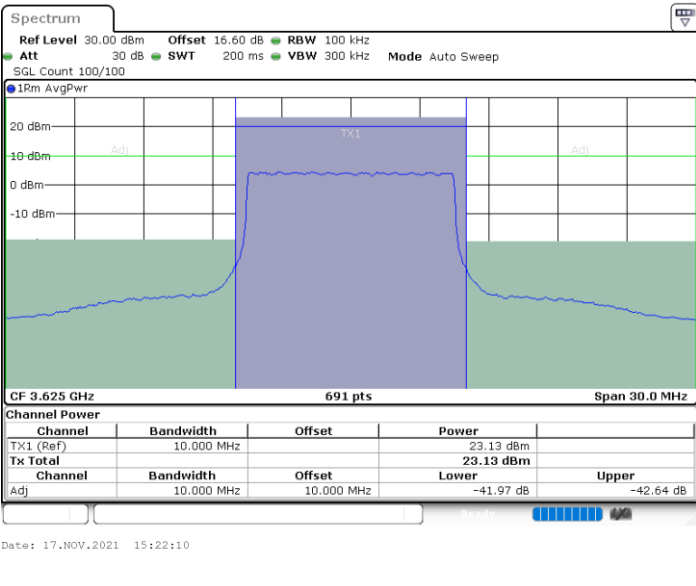 Spectrum
Ref Level 30.00 dBm Offset 16.60 dB RBW 100 kHz
Att 30 dB SWT 200 ms VBW 300 kHz Mode Auto Sweep
SGL Count 100/100
1Rm AvgPwr
20 dBm
TX1
Adj Adj
10 dBm
0 dBm
-10 dBm
CF 3.625 GHz 691 pts Span 30.0 MHz
Channel Power
Channel Bandwidth Offset Power
TX1 (Ref) 10.000 MHz 23.13 dBm
Tx Total 23.13 dBm
Channel Bandwidth Offset Lower Upper
Adj 10.000 MHz 10.000 MHz -41.97 dB -42.64 dB
Ready
Date: 17.NOV.2021 15:22:10